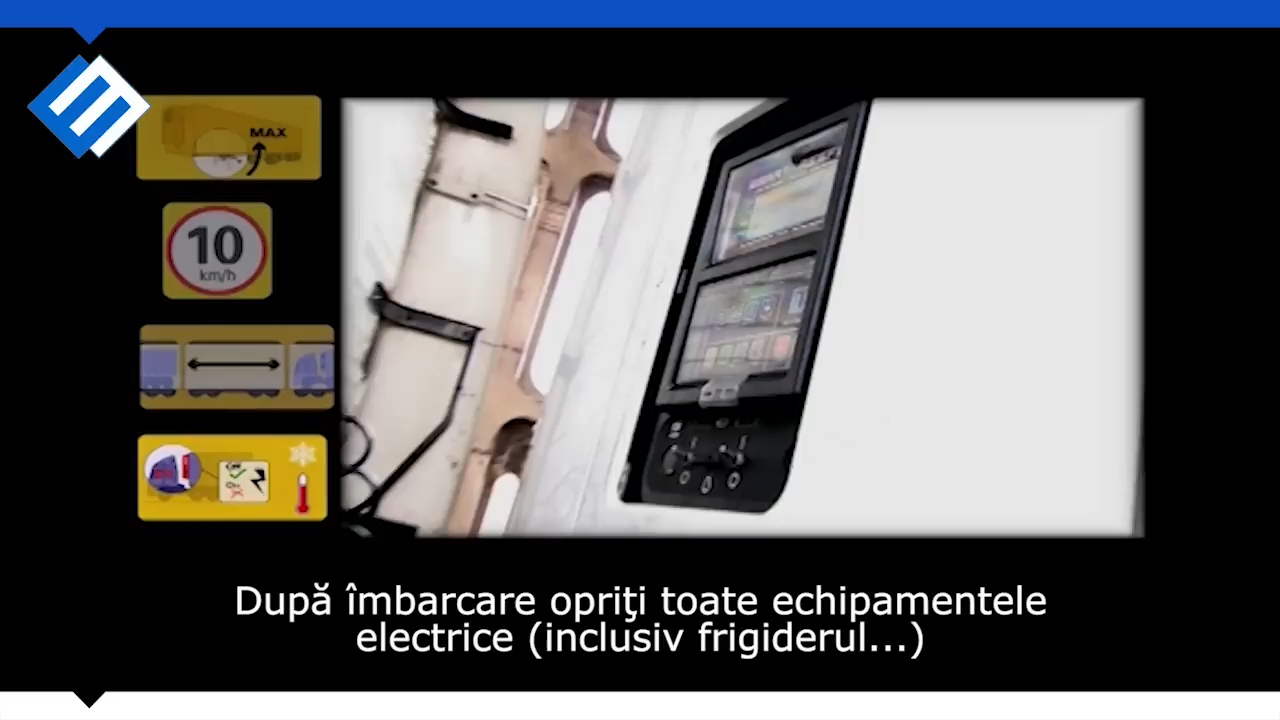 MAX
10
km/h
După îmbarcare opriţi toate echipamentele
electrice (inclusiv frigiderul...)